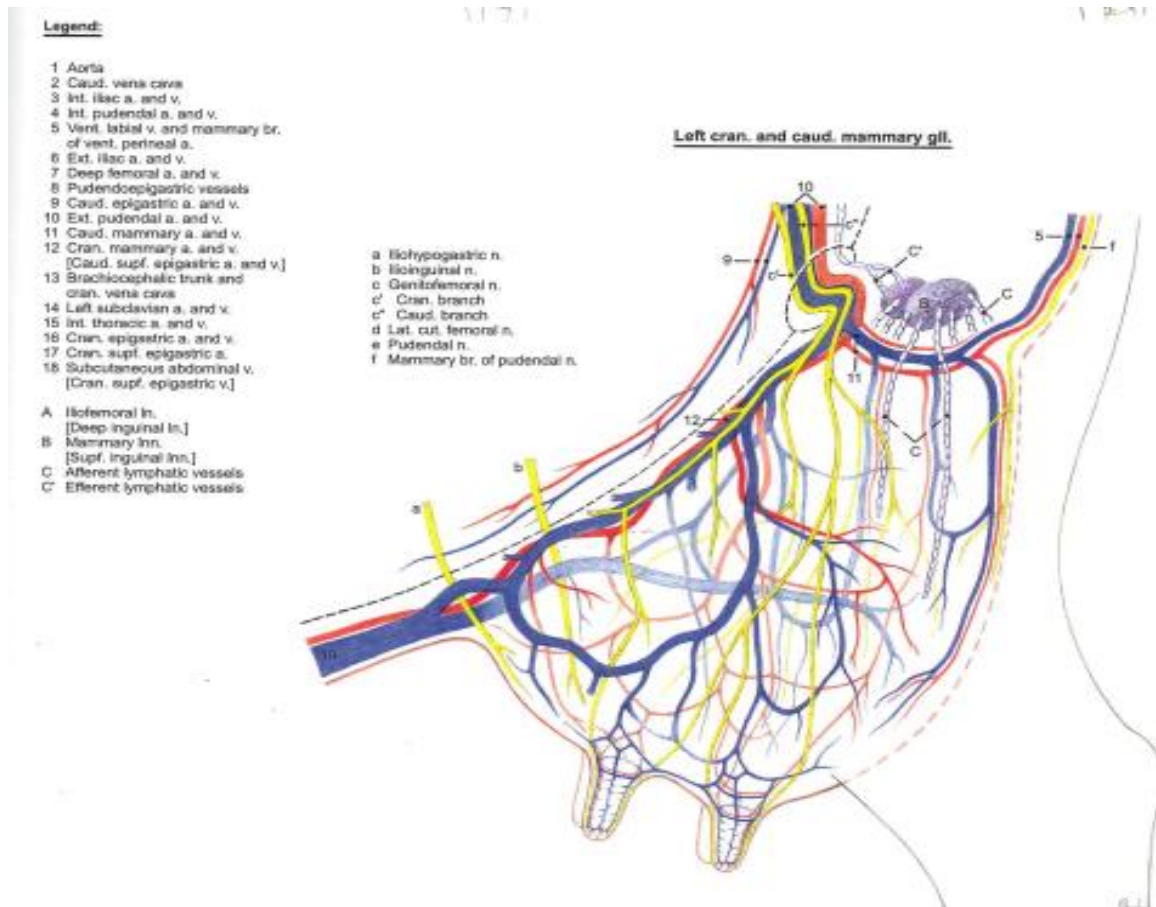 Legend:
1 Aorta
2 Caud. vena cava
3 Int. iliac a. and v.
4 Int. pudendal a. and v.
5 Vent. labial v. and mammary br.
of vent. perineal a.
6 Ext. iliac a. and v.
7 Deep femoral a. and v.
8 Pudendoepigastric vessels
9 Caud. epigastric a. and v.
10 Ext. pudendal a. and v.
11 Caud. mammary a. and v.
12 Cran. mammary a. and v.
[Caud. supf. epigastric a. and v.]
13 Brachiocephalic trunk and
cran. vena cava
14 Left subclavian a. and v.
15 Int. thoracic a. and v.
16 Cran. epigastric a. and v.
17 Cran. supf. epigastric a.
18 Subcutaneous abdominal v.
[Cran. supf. epigastric v.]
A Iliofemoral ln.
[Deep inguinal ln.]
B Mammary lnn.
[Supf. inguinal lnn.]
C Afferent lymphatic vessels
C' Efferent lymphatic vessels
a Iliohypogastric n.
b Ilioinguinal n.
c Genitofemoral n.
c' Cran. branch
c" Caud. branch
d Lat. cut. femoral n.
e Pudendal n.
f Mammary br. of pudendal n.
Left cran. and caud. mammary gll.
10
c"
9
c'
C'
B
C
5
f
11
12
C
b
a